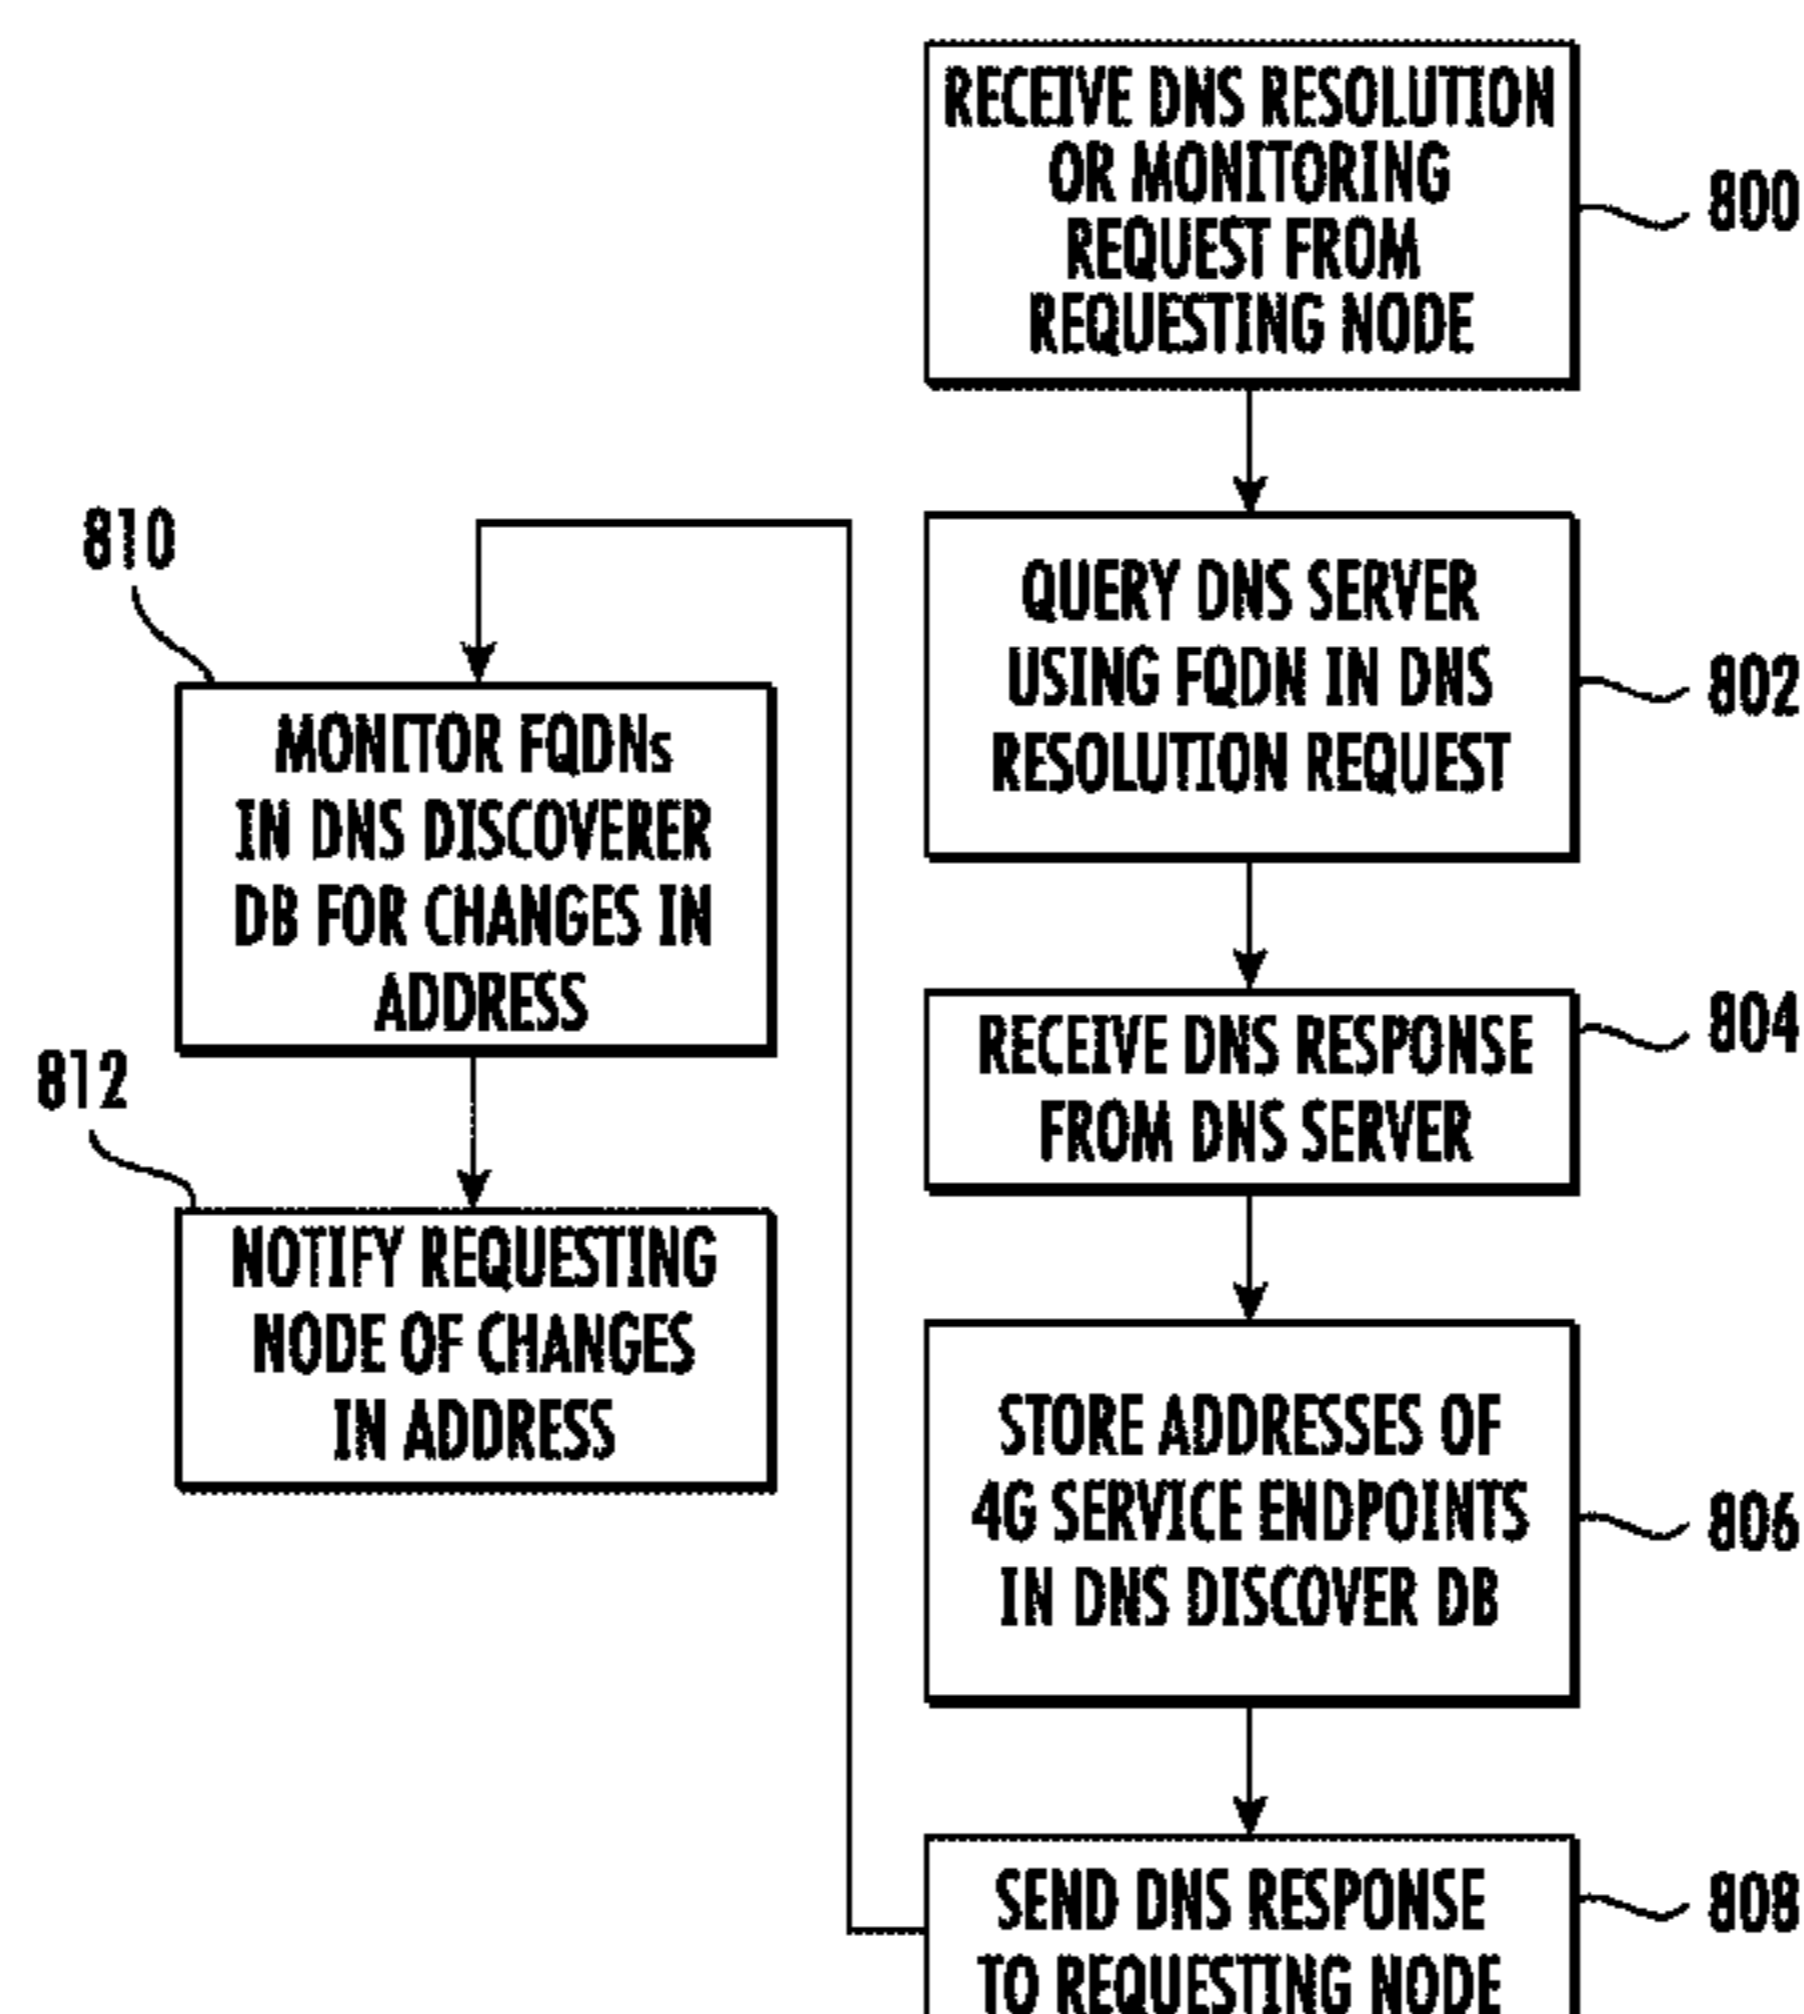 RECEIVE DNS RESOLUTION
OR MONITORING
REQUEST FROM
REQUESTING NODE
800
QUERY DNS SERVER
USING FQDN IN DNS
RESOLUTION REQUEST
802
RECEIVE DNS RESPONSE
FROM DNS SERVER
804
STORE ADDRESSES OF
4G SERVICE ENDPOINTS
IN DNS DISCOVER DB
806
SEND DNS RESPONSE
TO REQUESTING NODE
808
810
MONITOR FQDNs
IN DNS DISCOVERER
DB FOR CHANGES IN
ADDRESS
812
NOTIFY REQUESTING
NODE OF CHANGES
IN ADDRESS